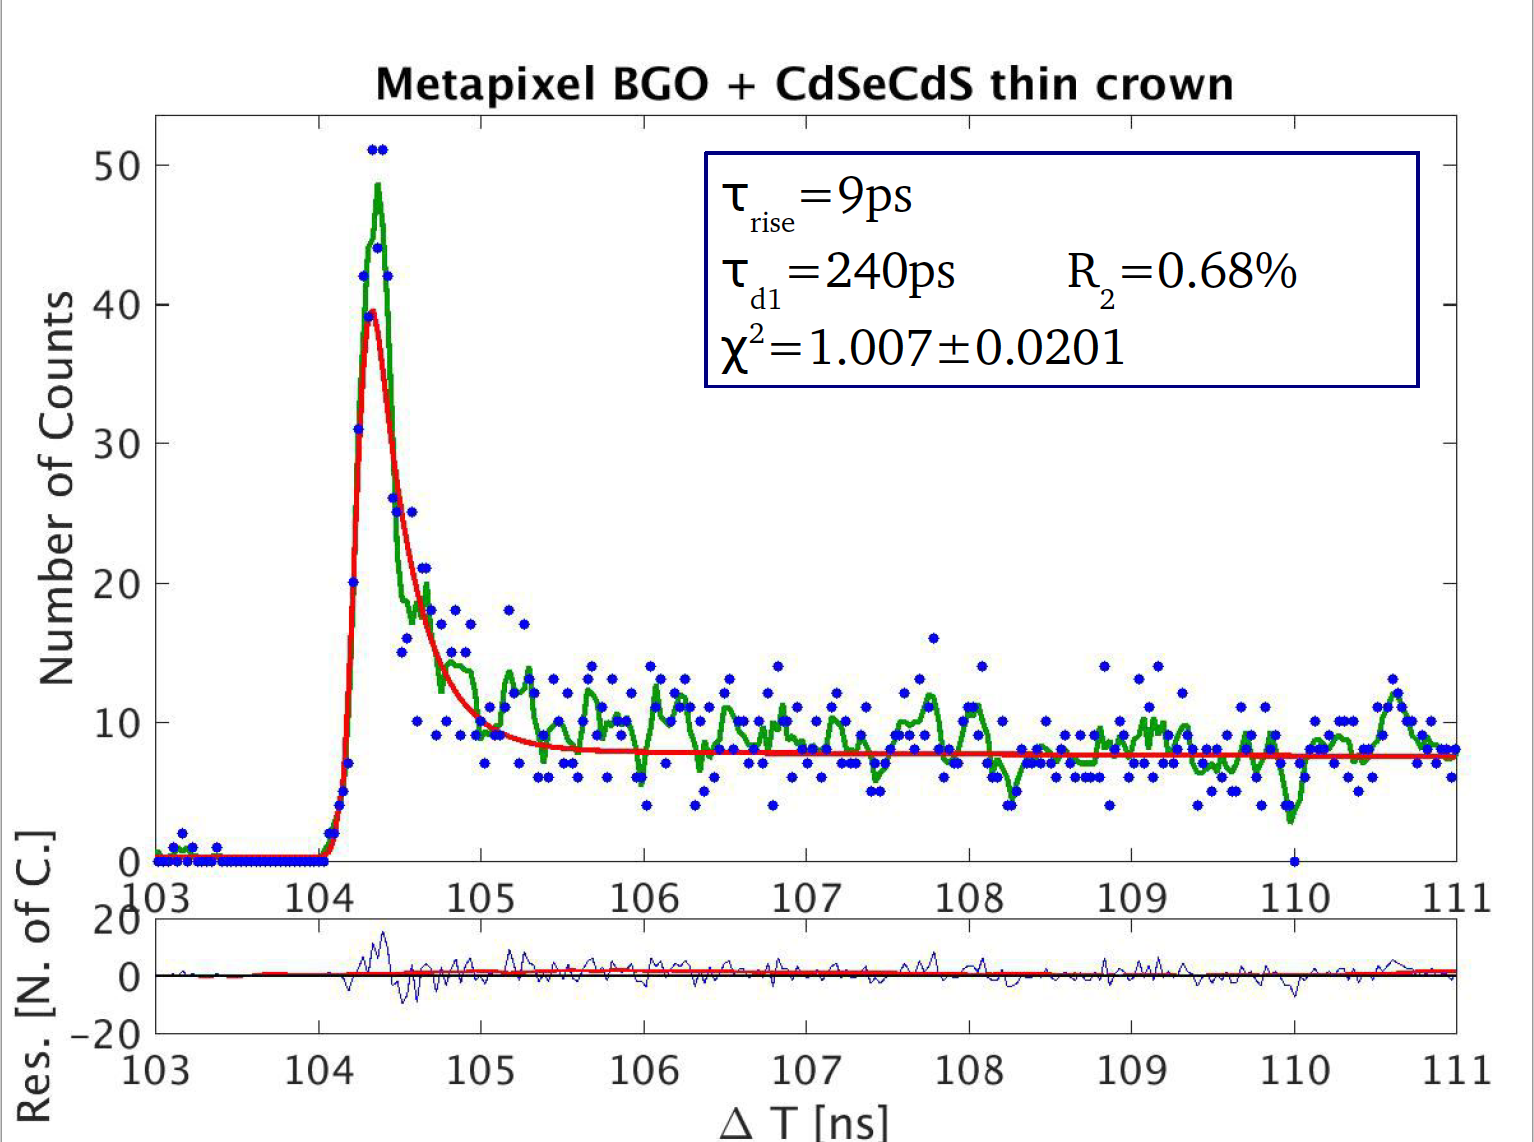 Metapixel BGO + CdSeCdS thin crown
τrise=9ps
τd1=240ps R2=0.68%
χ²=1.007±0.0201
Number of Counts
50
40
30
20
10
0
103 104 105 106 107 108 109 110 111
Res. [N. of C.]
20
0
−20
103 104 105 106 107 108 109 110 111
Δ T [ns]